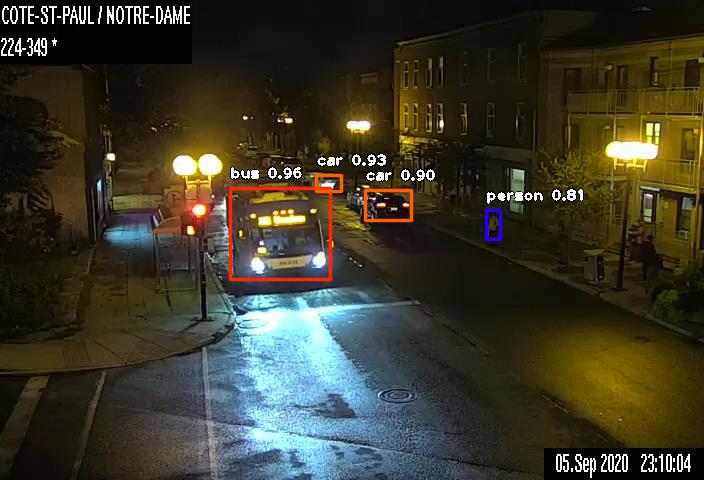 COTE-ST-PAUL / NOTRE-DAME
224-349 *
car 0.93
bus 0.96
car 0.90
person 0.81
05.Sep 2020 23:10:04